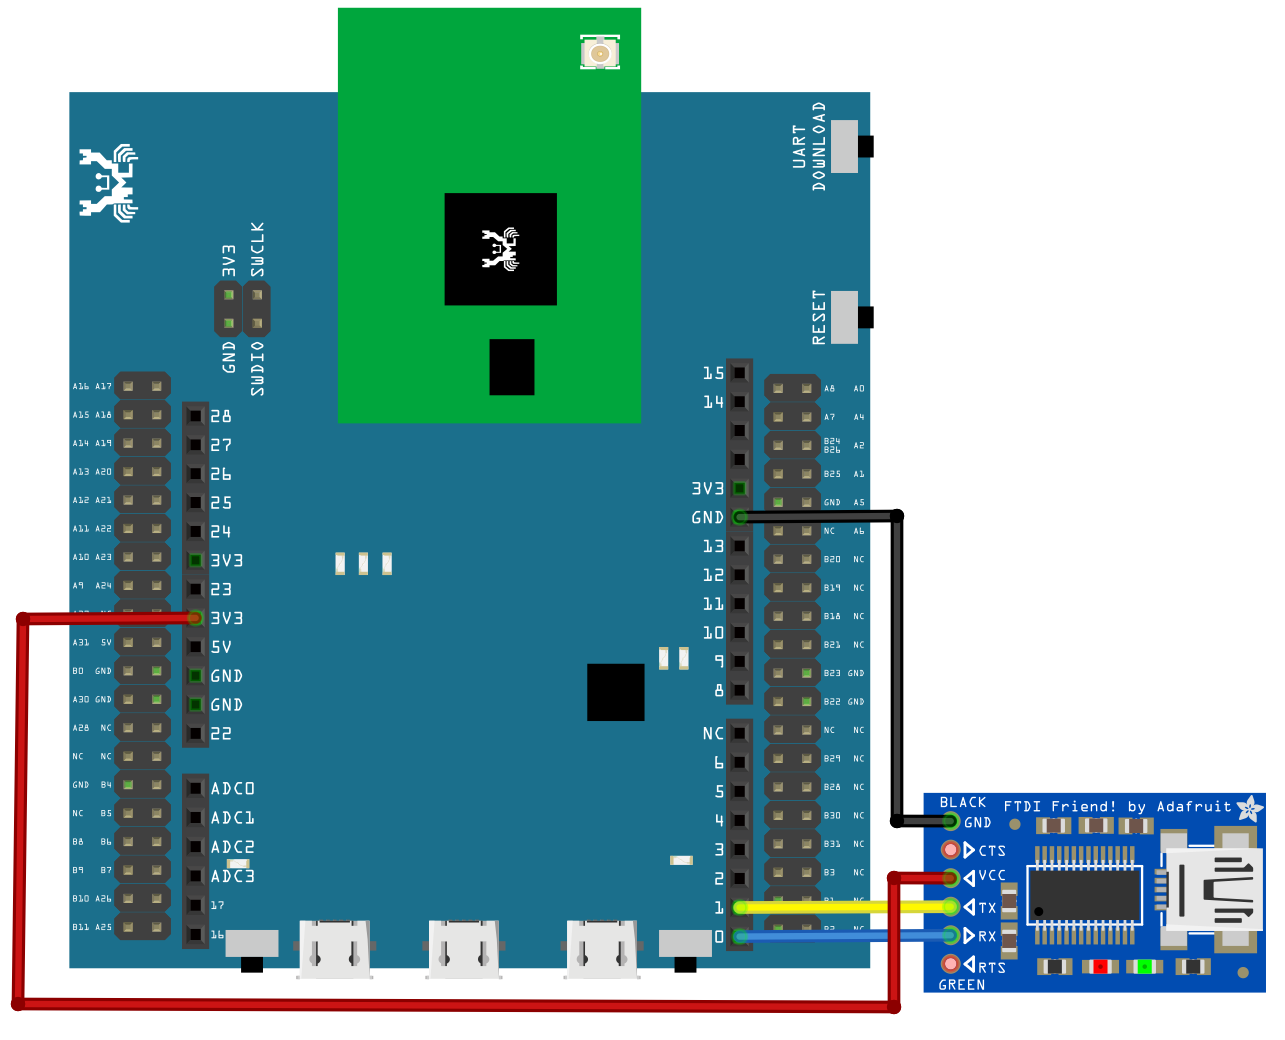 UART
DOWNLOAD
3V3
SWCLK
GND
SWDIO
RESET
A16 A17
A15 A18
A14 A19
A13 A20
A12 A21
A11 A22
A10 A23
A9 A24
A31 5V
B0 GND
A30 GND
A28 NC
NC NC
GND B4
NC B5
B8 B6
B9 B7
B10 A26
B11 A25
28
27
26
25
24
3V3
23
3V3
5V
GND
GND
22
ADC0
ADC1
ADC2
ADC3
17
16
15
14
3V3
GND
13
12
11
10
9
8
NC
6
5
4
3
2
1
0
A8 A0
A7 A4
B24
B26 A2
B25 A1
GND A5
NC A6
B20 NC
B19 NC
B18 NC
B21 NC
B23 GND
B22 GND
NC NC
B29 NC
B28 NC
B30 NC
B31 NC
B3 NC
BLACK
FTDI Friend! by Adafruit
GND
CTS
VCC
TX
RX
RTS
GREEN